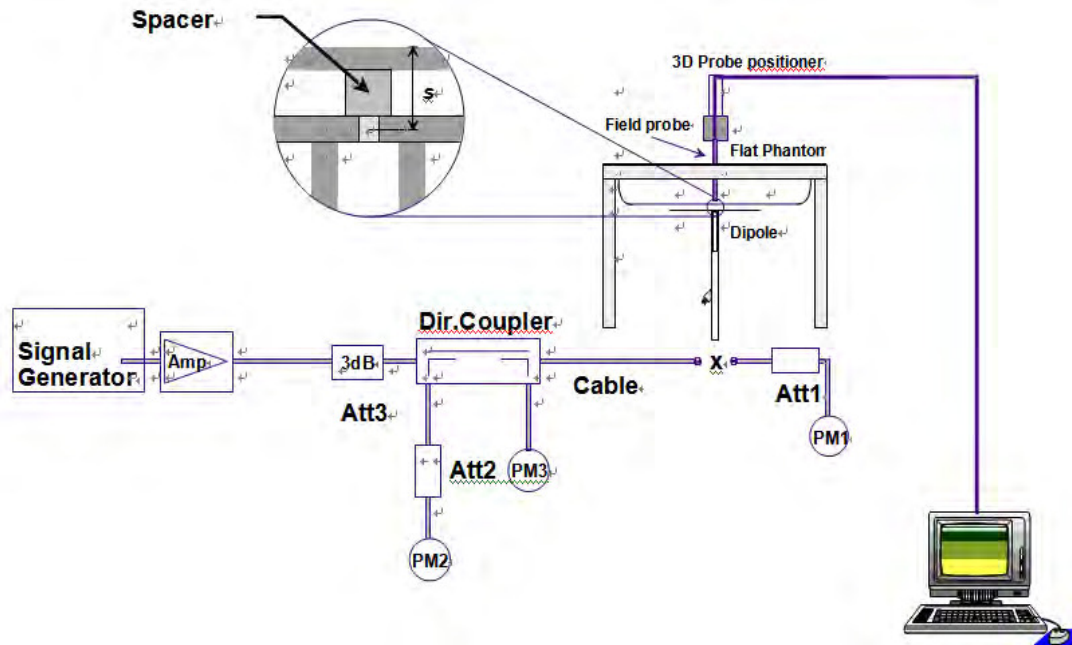 Spacer
s
3D Probe positioner
Field probe
Flat Phantom
Dipole
Signal
Generator
Amp
3dB
Att3
Dir.Coupler
Cable
X
Att1
PM1
Att2
PM3
PM2